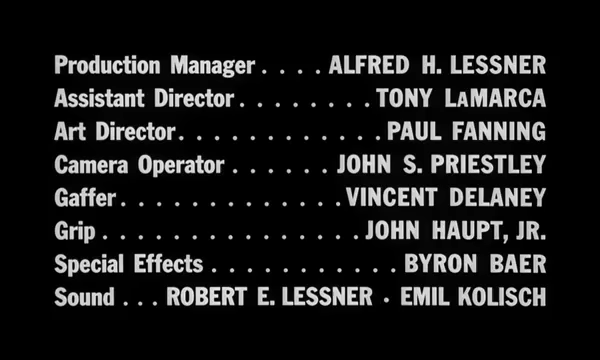 Production Manager . . . . ALFRED H. LESSNER
Assistant Director . . . . . . . . TONY LAMARCA
Art Director . . . . . . . . . . . . . PAUL FANNING
Camera Operator . . . . . . JOHN S. PRIESTLEY
Gaffer . . . . . . . . . . . . . VINCENT DELANEY
Grip . . . . . . . . . . . . . . . JOHN HAUPT, JR.
Special Effects . . . . . . . . . . . BYRON BAER
Sound . . . ROBERT E. LESSNER • EMIL KOLISCH